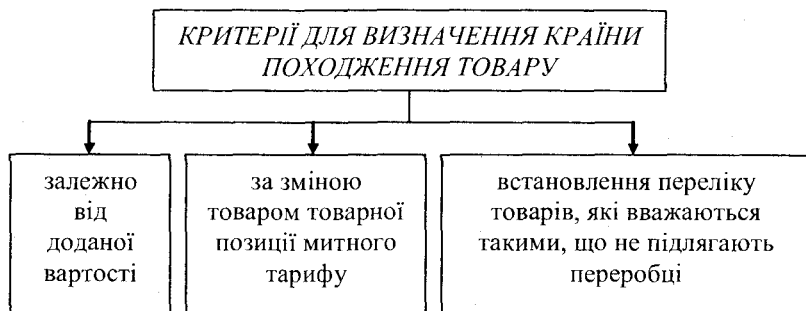 КРИТЕРІЇ ДЛЯ ВИЗНАЧЕННЯ КРАЇНИ
ПОХОДЖЕННЯ ТОВАРУ
залежно
від
доданої
вартості
за зміною
товаром товарної
позиції митного
тарифу
встановлення переліку
товарів, які вважаються
такими, що не підлягають
переробці